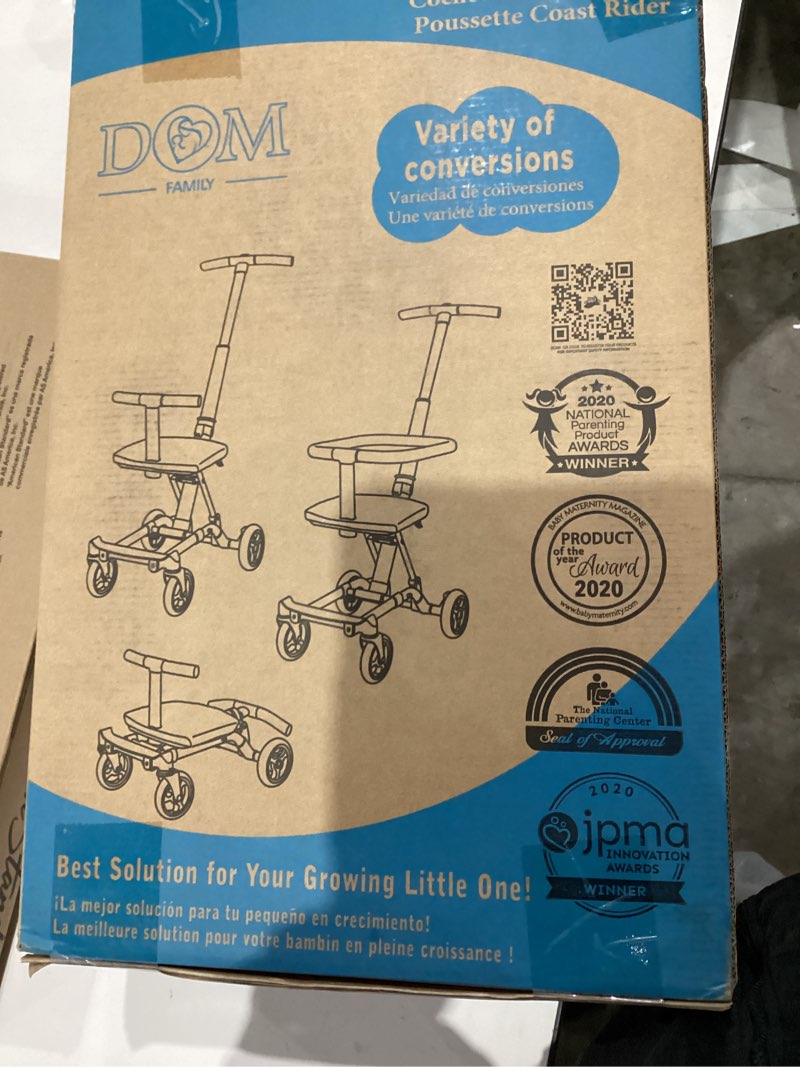 Poussette Coast Rider
DOM
FAMILY
Variety of
conversions
Variedad de conversiones
Une variété de conversions
2020
NATIONAL
Parenting
Product
AWARDS
WINNER
BABY MATERNITY MAGAZINE
PRODUCT
of the
year
Award
2020
www.babymaternity.com
The National
Parenting Center
Seal of Approval
2020
jpma
INNOVATION
AWARDS
WINNER
Best Solution for Your Growing Little One!
¡La mejor solución para tu pequeño en crecimiento!
La meilleure solution pour votre bambin en pleine croissance !